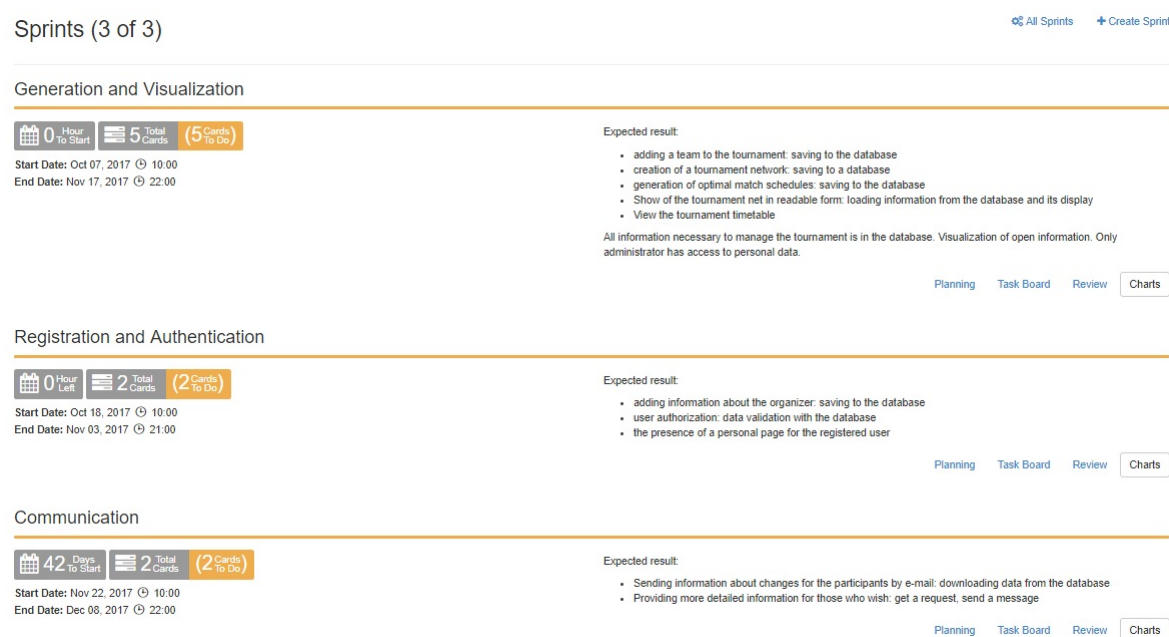 Sprints (3 of 3)
All Sprints
Create Sprint
Generation and Visualization
0 Hour To Start 5 Total Cards (5 Cards To Do)
Start Date: Oct 07, 2017 10:00
End Date: Nov 17, 2017 22:00
Expected result:
• adding a team to the tournament: saving to the database
• creation of a tournament network: saving to a database
• generation of optimal match schedules: saving to the database
• Show of the tournament net in readable form: loading information from the database and its display
• View the tournament timetable
All information necessary to manage the tournament is in the database. Visualization of open information. Only
administrator has access to personal data.
Planning Task Board Review Charts
Registration and Authentication
0 Hour Left 2 Total Cards (2 Cards To Do)
Start Date: Oct 18, 2017 10:00
End Date: Nov 03, 2017 21:00
Expected result:
• adding information about the organizer: saving to the database
• user authorization: data validation with the database
• the presence of a personal page for the registered user
Planning Task Board Review Charts
Communication
42 Days To Start 2 Total Cards (2 Cards To Do)
Start Date: Nov 22, 2017 10:00
End Date: Dec 08, 2017 22:00
Expected result:
• Sending information about changes for the participants by e-mail: downloading data from the database
• Providing more detailed information for those who wish: get a request, send a message
Planning Task Board Review Charts